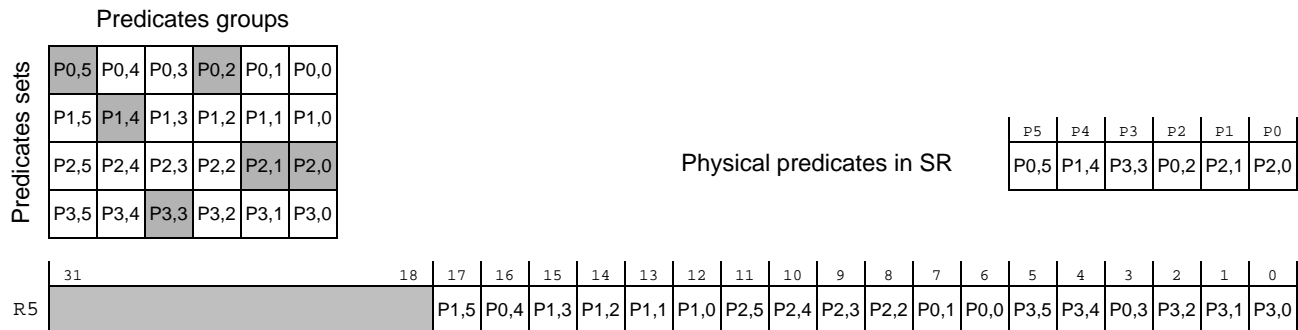 Predicates groups
Predicates sets
P0,5 P0,4 P0,3 P0,2 P0,1 P0,0
P1,5 P1,4 P1,3 P1,2 P1,1 P1,0
P2,5 P2,4 P2,3 P2,2 P2,1 P2,0
P3,5 P3,4 P3,3 P3,2 P3,1 P3,0
P5 P4 P3 P2 P1 P0
Physical predicates in SR P0,5 P1,4 P3,3 P0,2 P2,1 P2,0
31 18 17 16 15 14 13 12 11 10 9 8 7 6 5 4 3 2 1 0
R5 P1,5 P0,4 P1,3 P1,2 P1,1 P1,0 P2,5 P2,4 P2,3 P2,2 P0,1 P0,0 P3,5 P3,4 P0,3 P3,2 P3,1 P3,0